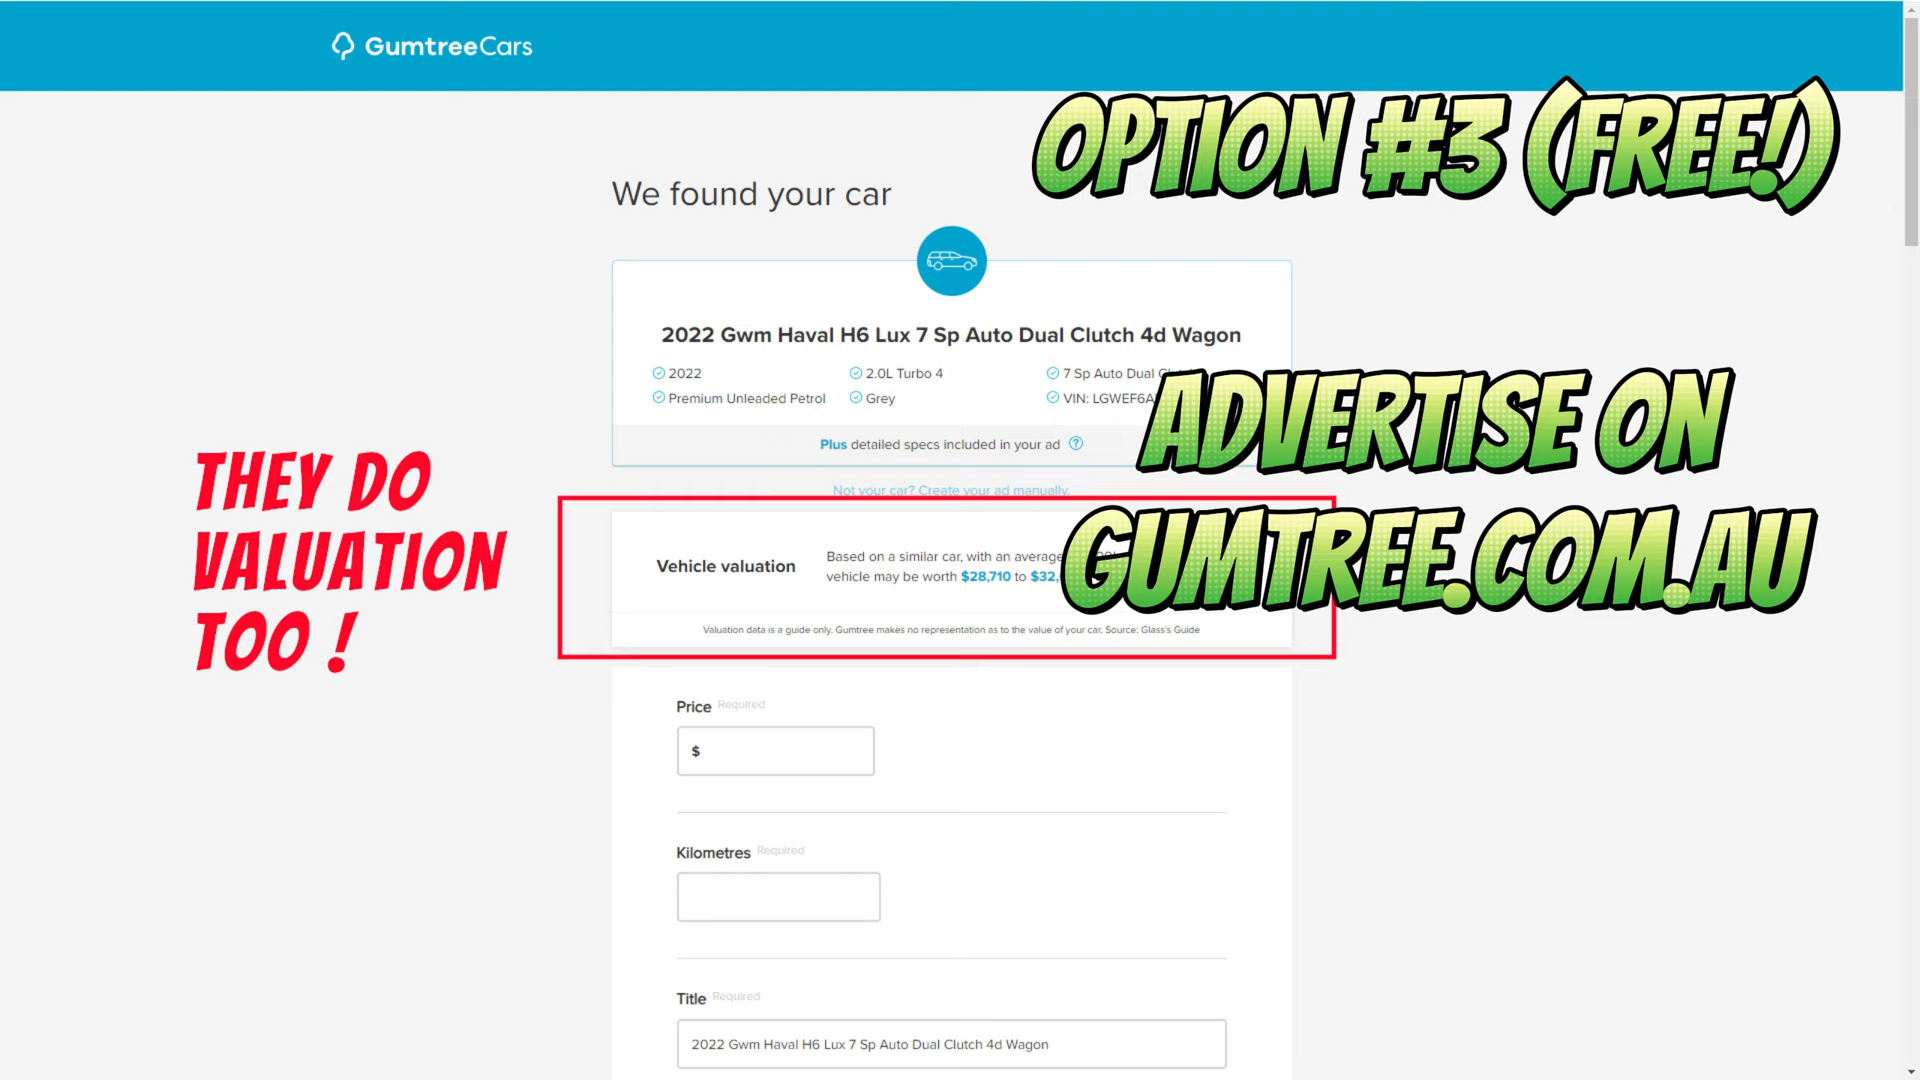 GumtreeCars
OPTION #3 (FREE!)
We found your car
2022 Gwm Haval H6 Lux 7 Sp Auto Dual Clutch 4d Wagon
2022
2.0L Turbo 4
7 Sp Auto Dual
Premium Unleaded Petrol
Grey
VIN: LGWEF6A
ADVERTISE ON
GUMTREE.COM.AU
Plus detailed specs included in your ad ?
Not your car? Create your ad manually.
THEY DO
VALUATION
TOO !
Vehicle valuation
Based on a similar car, with an average
vehicle may be worth $28,710 to $32,
Valuation data is a guide only. Gumtree makes no representation as to the value of your car. Source: Glass's Guide
Price Required
$
Kilometres Required
Title Required
2022 Gwm Haval H6 Lux 7 Sp Auto Dual Clutch 4d Wagon